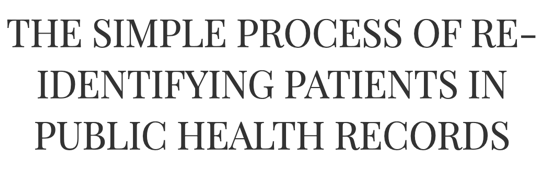 THE SIMPLE PROCESS OF RE-
IDENTIFYING PATIENTS IN
PUBLIC HEALTH RECORDS